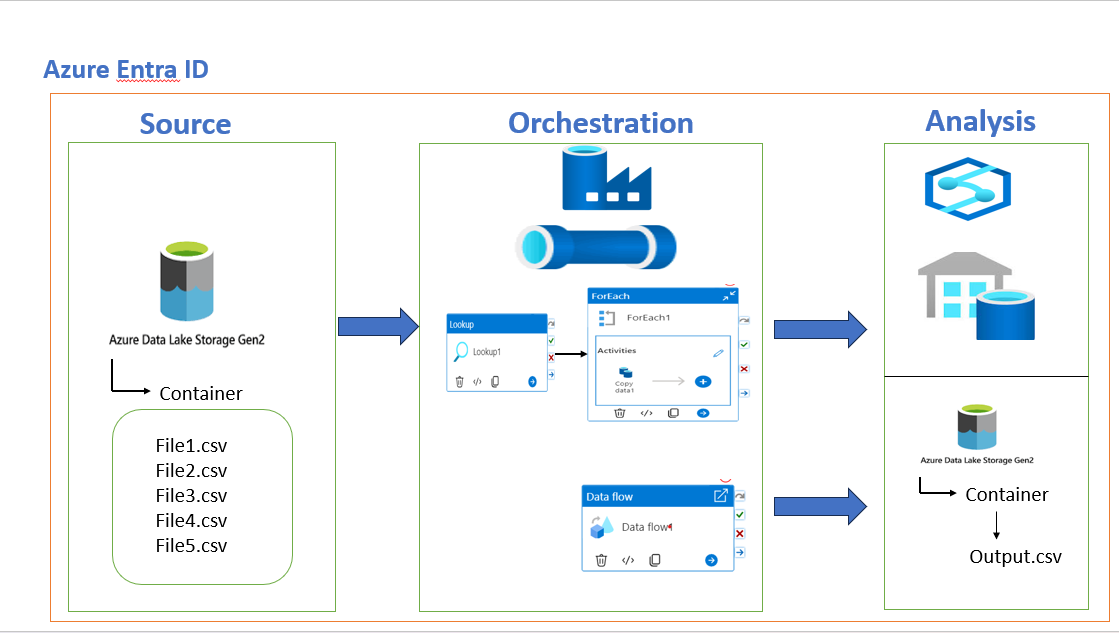 Azure Entra ID
Source
Orchestration
Analysis
Azure Data Lake Storage Gen2
Container
File1.csv
File2.csv
File3.csv
File4.csv
File5.csv
Lookup
Lookup1
ForEach
ForEach1
Activities
Copy
data1
Data flow
Data flow1
Azure Data Lake Storage Gen2
Container
Output.csv